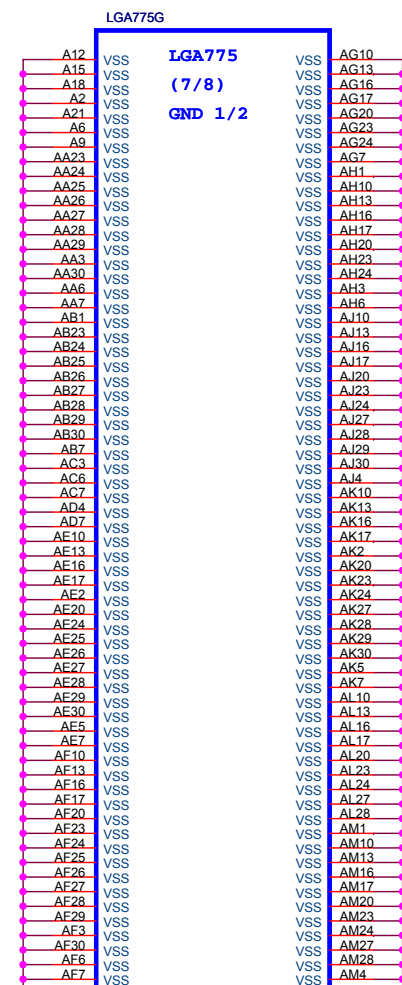 LGA775G
LGA775
(7/8)
GND 1/2
A12 VSS VSS AG10
A15 VSS VSS AG13
A18 VSS VSS AG16
A2 VSS VSS AG17
A21 VSS VSS AG20
A6 VSS VSS AG23
A9 VSS VSS AG24
AA23 VSS VSS AG7
AA24 VSS VSS AH1
AA25 VSS VSS AH10
AA26 VSS VSS AH13
AA27 VSS VSS AH16
AA28 VSS VSS AH17
AA29 VSS VSS AH20
AA3 VSS VSS AH23
AA30 VSS VSS AH24
AA6 VSS VSS AH3
AA7 VSS VSS AH6
AB1 VSS VSS AJ10
AB23 VSS VSS AJ13
AB24 VSS VSS AJ16
AB25 VSS VSS AJ17
AB26 VSS VSS AJ20
AB27 VSS VSS AJ23
AB28 VSS VSS AJ24
AB29 VSS VSS AJ27
AB30 VSS VSS AJ28
AB7 VSS VSS AJ29
AC3 VSS VSS AJ30
AC6 VSS VSS AJ4
AC7 VSS VSS AK10
AD4 VSS VSS AK13
AD7 VSS VSS AK16
AE10 VSS VSS AK17
AE13 VSS VSS AK2
AE16 VSS VSS AK20
AE17 VSS VSS AK23
AE2 VSS VSS AK24
AE20 VSS VSS AK27
AE24 VSS VSS AK28
AE25 VSS VSS AK29
AE26 VSS VSS AK30
AE27 VSS VSS AK5
AE28 VSS VSS AK7
AE29 VSS VSS AL10
AE30 VSS VSS AL13
AE5 VSS VSS AL16
AE7 VSS VSS AL17
AF10 VSS VSS AL20
AF13 VSS VSS AL23
AF16 VSS VSS AL24
AF17 VSS VSS AL27
AF20 VSS VSS AL28
AF23 VSS VSS AM1
AF24 VSS VSS AM10
AF25 VSS VSS AM13
AF26 VSS VSS AM16
AF27 VSS VSS AM17
AF28 VSS VSS AM20
AF29 VSS VSS AM23
AF3 VSS VSS AM24
AF30 VSS VSS AM27
AF6 VSS VSS AM28
AF7 VSS VSS AM4